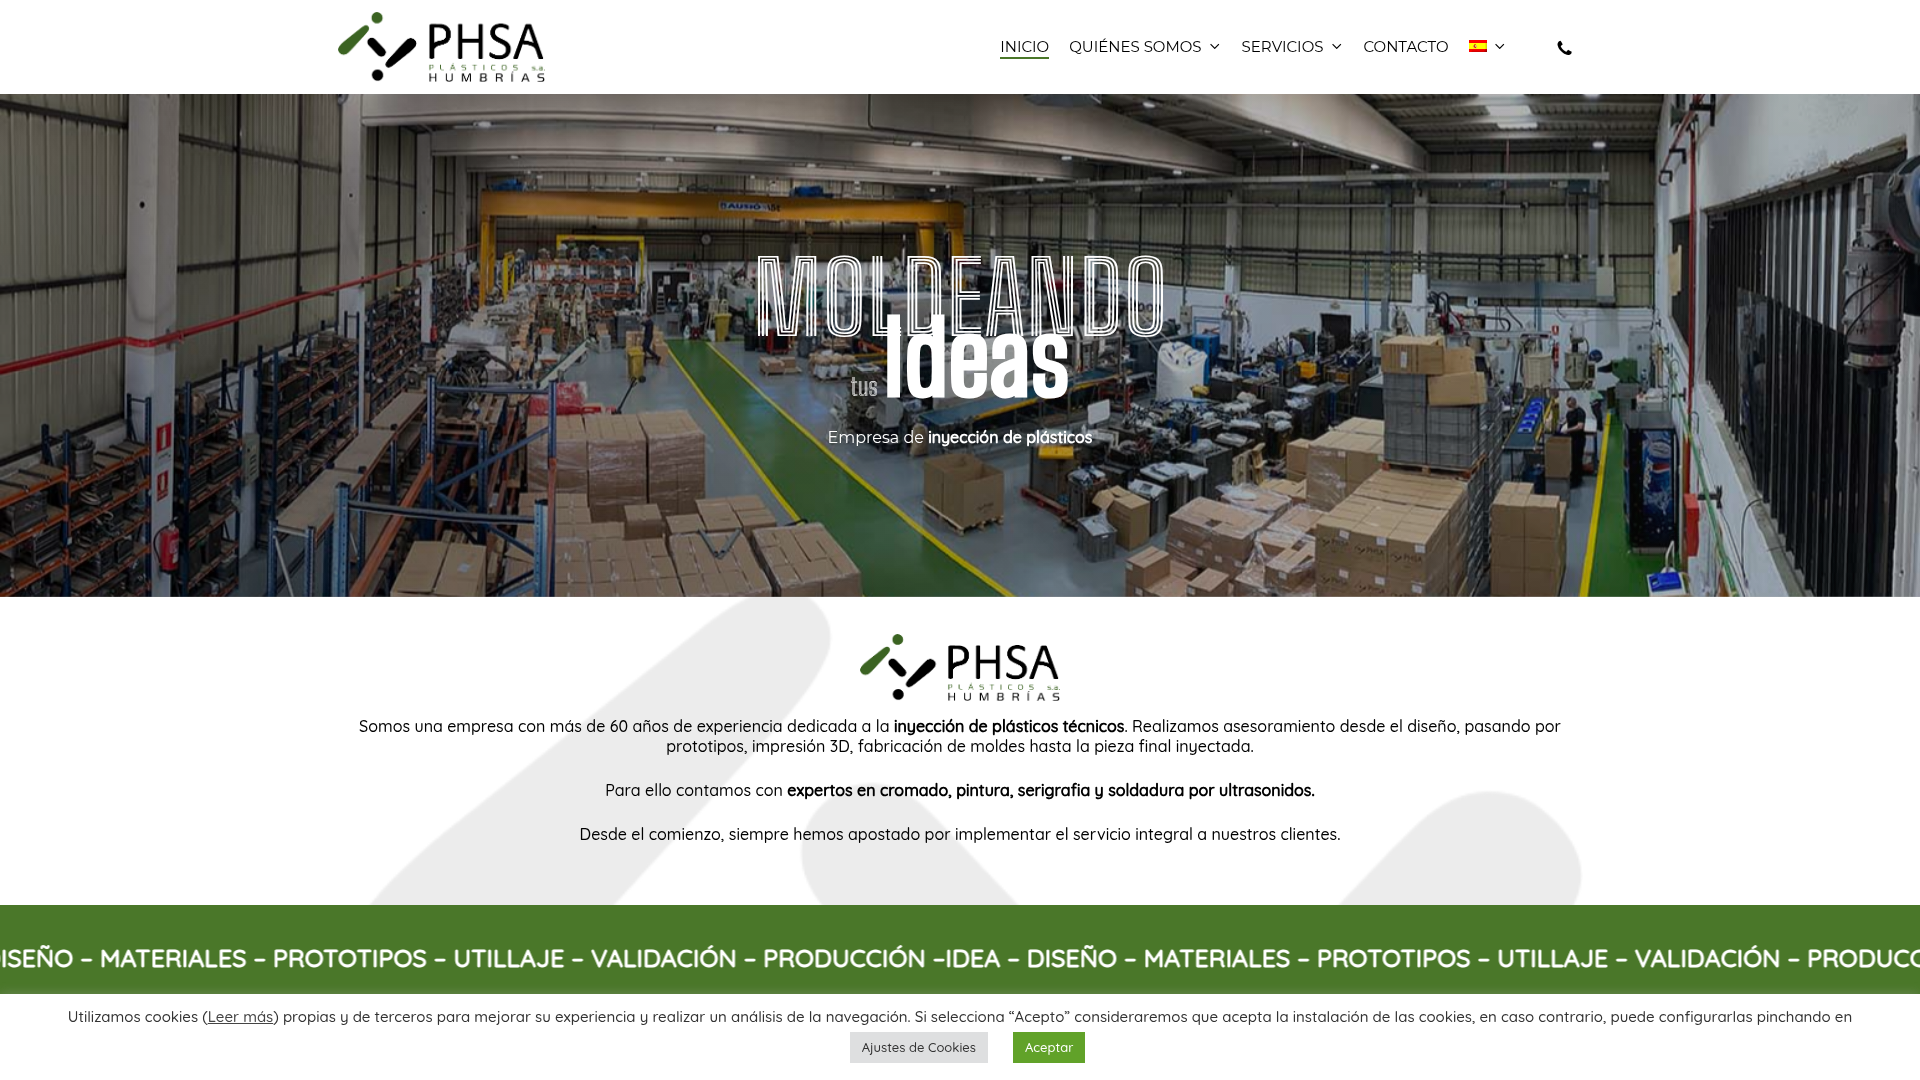 PHSA
PLÁSTICOS s.a.
HUMBRÍAS
INICIO
QUIÉNES SOMOS
SERVICIOS
CONTACTO
AUSIÓ
MOLDEANDO
tus Ideas
Empresa de inyección de plásticos
pepsi
PHSA
PLÁSTICOS s.a.
HUMBRÍAS
Somos una empresa con más de 60 años de experiencia dedicada a la inyección de plásticos técnicos. Realizamos asesoramiento desde el diseño, pasando por
prototipos, impresión 3D, fabricación de moldes hasta la pieza final inyectada.
Para ello contamos con expertos en cromado, pintura, serigrafia y soldadura por ultrasonidos.
Desde el comienzo, siempre hemos apostado por implementar el servicio integral a nuestros clientes.
ISEÑO – MATERIALES – PROTOTIPOS – UTILLAJE – VALIDACIÓN – PRODUCCIÓN –IDEA – DISEÑO – MATERIALES – PROTOTIPOS – UTILLAJE – VALIDACIÓN – PRODUCC
Utilizamos cookies (Leer más) propias y de terceros para mejorar su experiencia y realizar un análisis de la navegación. Si selecciona “Acepto” consideraremos que acepta la instalación de las cookies, en caso contrario, puede configurarlas pinchando en
Ajustes de Cookies
Aceptar